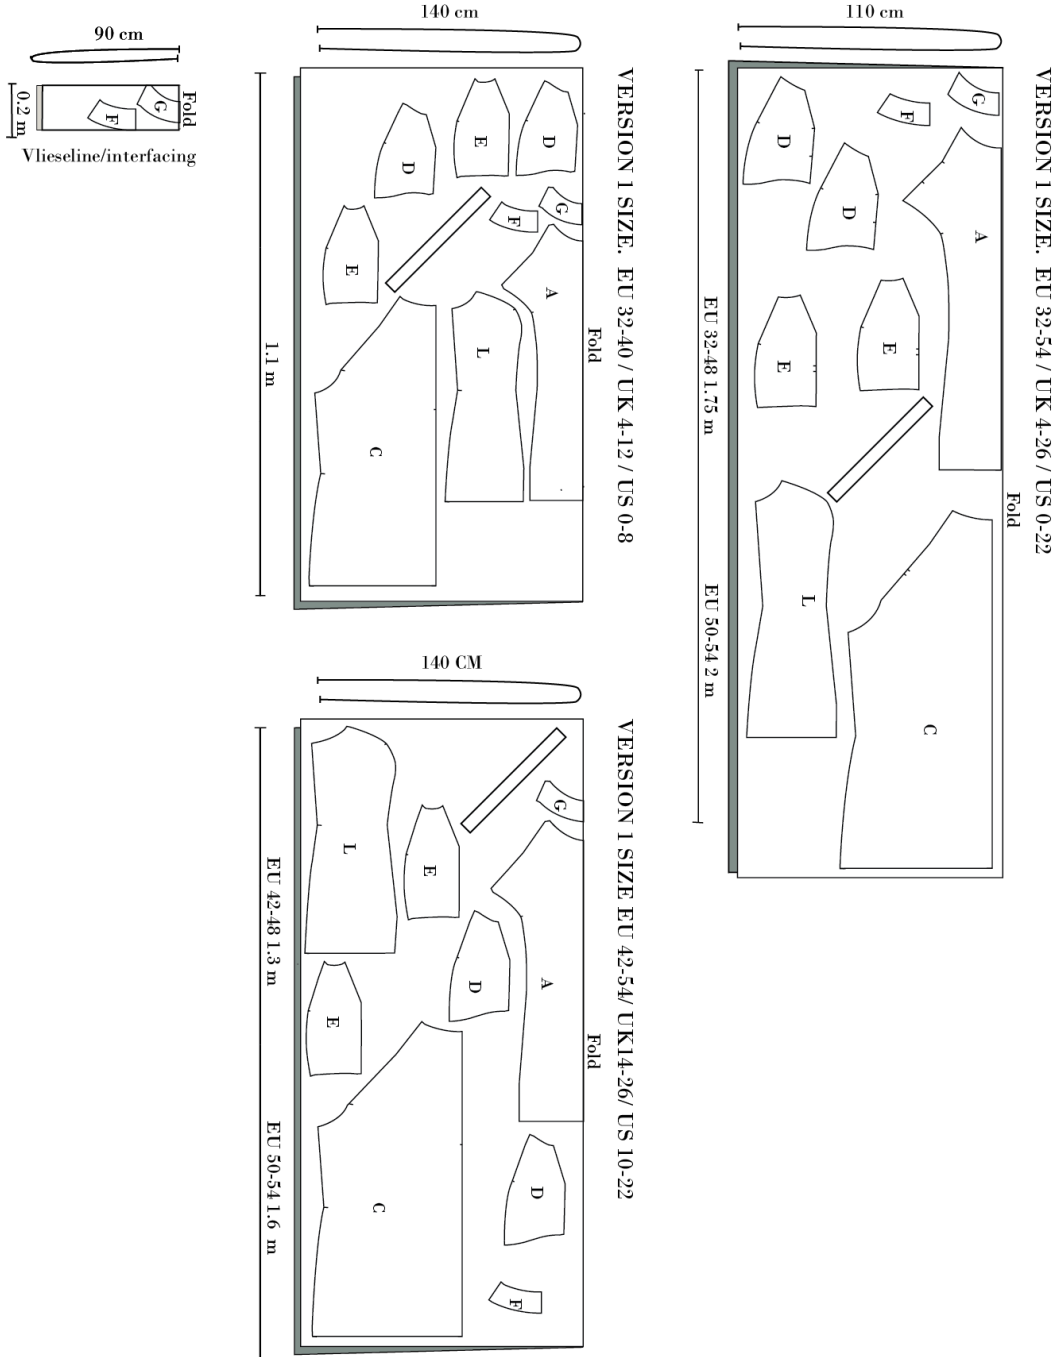 90 cm
0.2 m
G
F
Fold
Vlieseline/interfacing
140 cm
VERSION 1 SIZE. EU 32-40 / UK 4-12 / US 0-8
1.1 m
Fold
D
E
D
E
G
F
A
L
C
140 CM
VERSION 1 SIZE EU 42-54/ UK14-26/ US 10-22
EU 42-48 1.3 m
EU 50-54 1.6 m
Fold
G
L
E
A
D
E
C
D
F
110 cm
VERSION 1 SIZE. EU 32-54 / UK 4-26 / US 0-22
EU 32-48 1.75 m
EU 50-54 2 m
Fold
G
F
D
D
A
E
E
L
C